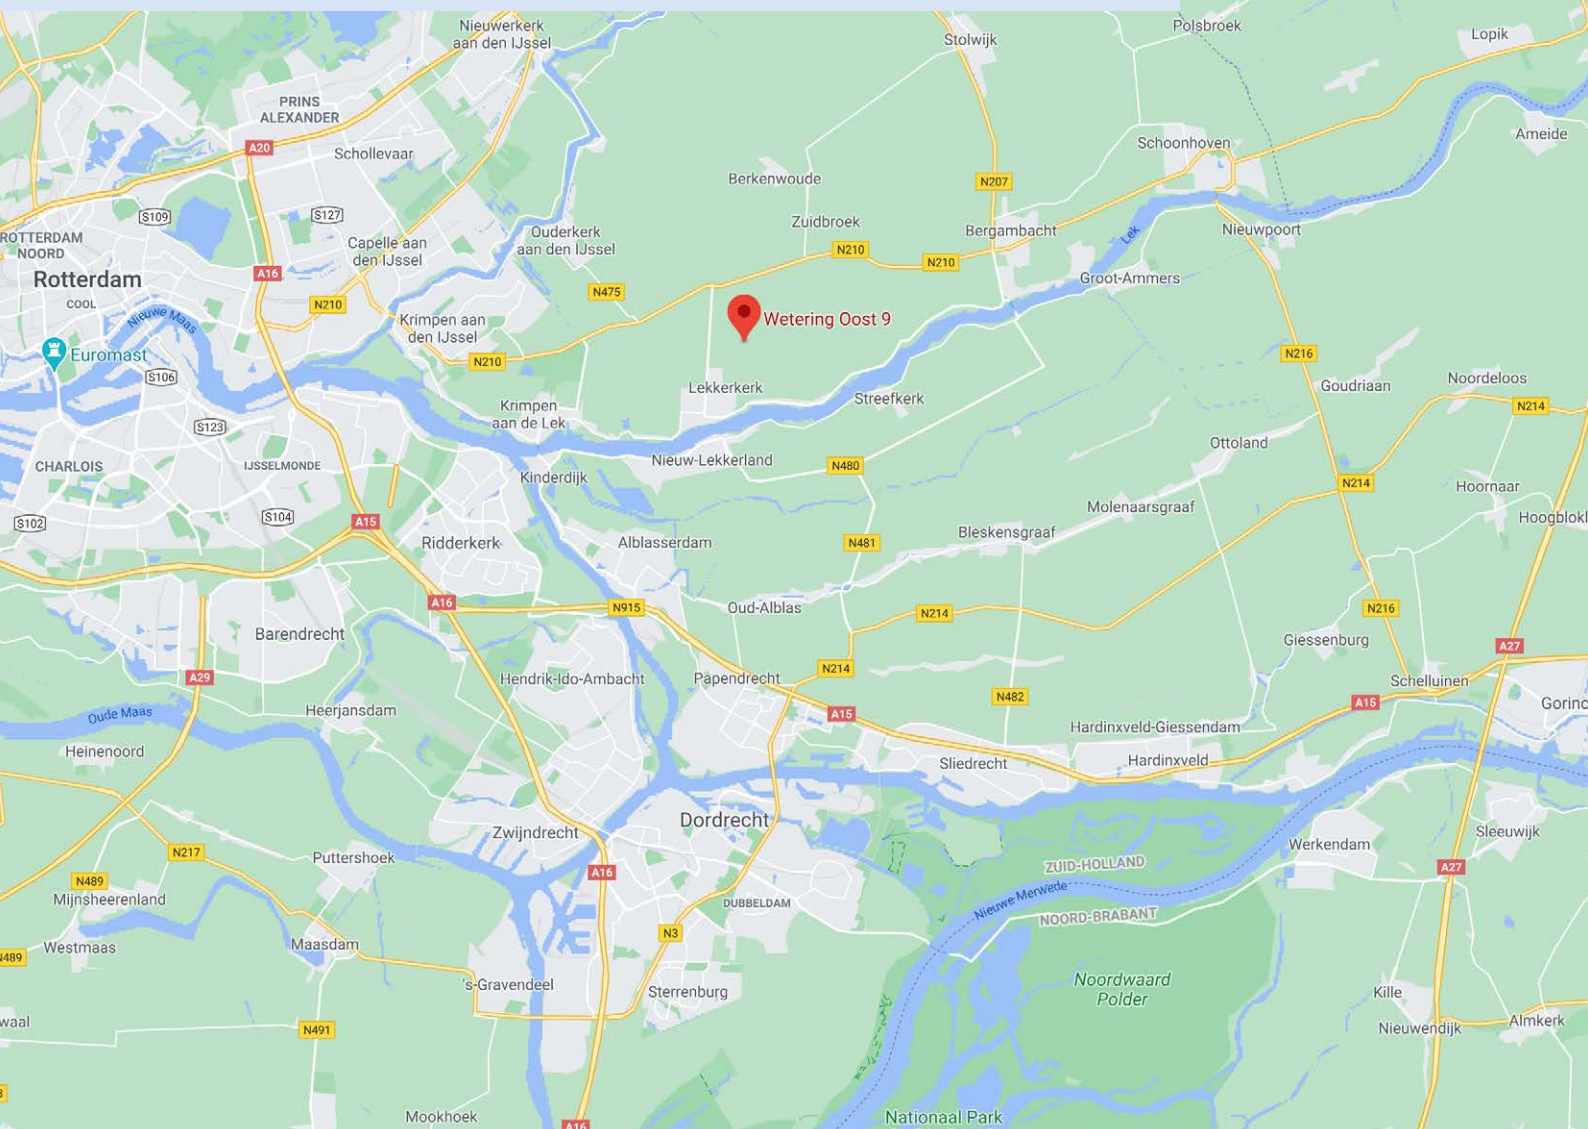 Nieuwerkerk
aan den IJssel
Stolwijk
Polsbroek
Lopik
PRINS
ALEXANDER
Ameide
A20
Schollevaar
Schoonhoven
Berkenwoude
N207
S109
S127
Zuidbroek
ROTTERDAM
NOORD
Capelle aan
den IJssel
Ouderkerk
aan den IJssel
Bergambacht
Lek
Nieuwpoort
N210
N210
Rotterdam
A16
COOL
N210
N475
Groot-Ammers
Nieuwe Maas
Krimpen aan
den IJssel
Wetering Oost 9
Euromast
N210
N216
S106
Lekkerkerk
Streefkerk
Goudriaan
Noordeloos
N214
Krimpen
aan de Lek
S123
Ottoland
CHARLOIS
IJSSELMONDE
Nieuw-Lekkerland
N480
Kinderdijk
N214
Hoornaar
S102
S104
A15
Molenaarsgraaf
Hoogblokl
Ridderkerk
Alblasserdam
N481
Bleskensgraaf
A16
N915
Oud-Alblas
N214
N216
Barendrecht
Giessenburg
A27
A29
Hendrik-Ido-Ambacht
Papendrecht
N214
N482
Schelluinen
A15
Gorinc
Oude Maas
Heerjansdam
A15
Hardinxveld-Giessendam
Heinenoord
Sliedrecht
Hardinxveld
Zwijndrecht
Dordrecht
Werkendam
Sleeuwijk
N217
Puttershoek
A16
ZUID-HOLLAND
A27
N489
Mijnsheerenland
DUBBELDAM
Nieuwe Merwede
NOORD-BRABANT
Westmaas
Maasdam
N3
N489
's-Gravendeel
Sterrenburg
Noordwaard
Polder
Kille
waal
N491
Nieuwendijk
Almkerk
Mookhoek
A16
Nationaal Park